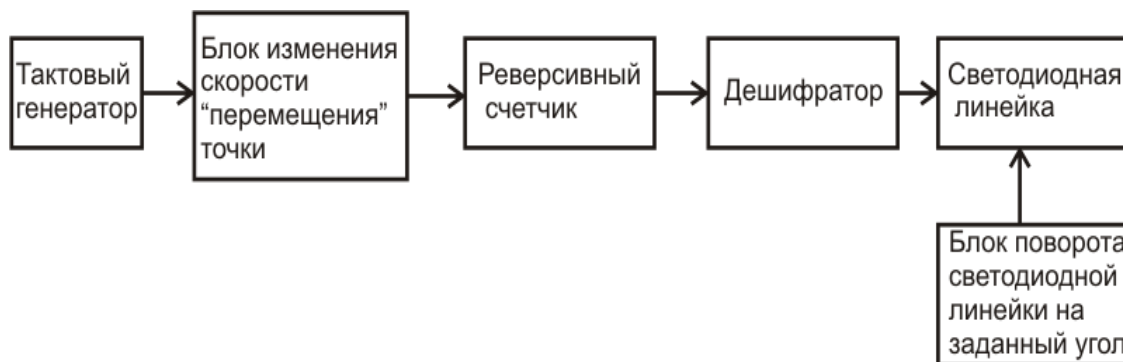 Тактовый
генератор
Блок изменения
скорости
“перемещения”
точки
Реверсивный
счетчик
Дешифратор
Светодиодная
линейка
Блок поворота
светодиодной
линейки на
заданный угол